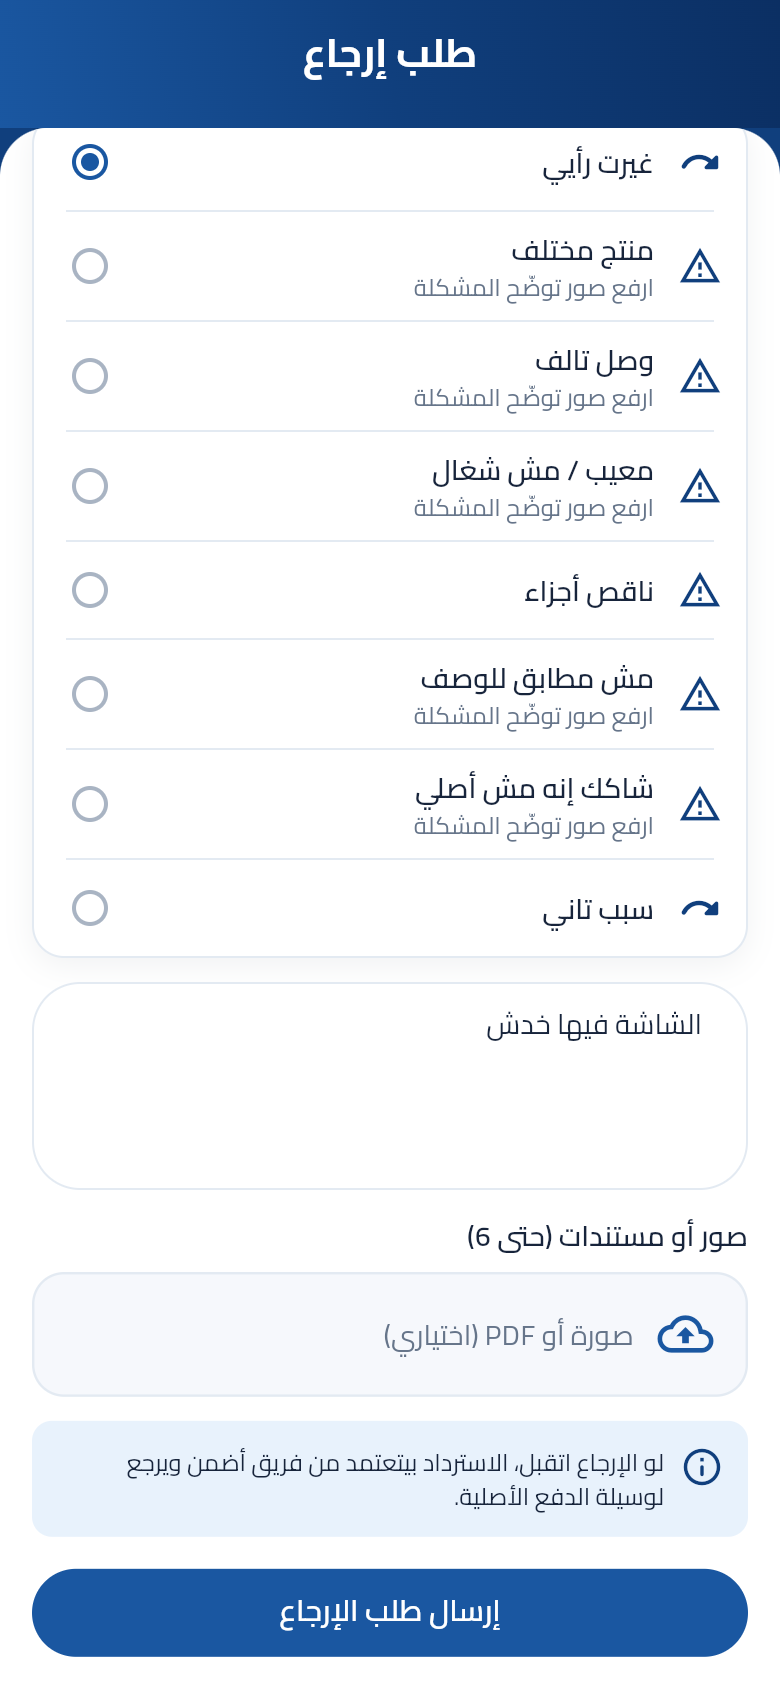 طلب إرجاع
غيرت رأيي
منتج مختلف
ارفع صور توضّح المشكلة
وصل تالف
ارفع صور توضّح المشكلة
معيب / مش شغال
ارفع صور توضّح المشكلة
ناقص أجزاء
مش مطابق للوصف
ارفع صور توضّح المشكلة
شاكك إنه مش أصلي
ارفع صور توضّح المشكلة
سبب تاني
الشاشة فيها خدش
صور أو مستندات (حتى 6)
صورة أو PDF (اختياري)
لو الإرجاع اتقبل، الاسترداد بيتعتمد من فريق أضمن ويرجع
لوسيلة الدفع الأصلية.
إرسال طلب الإرجاع